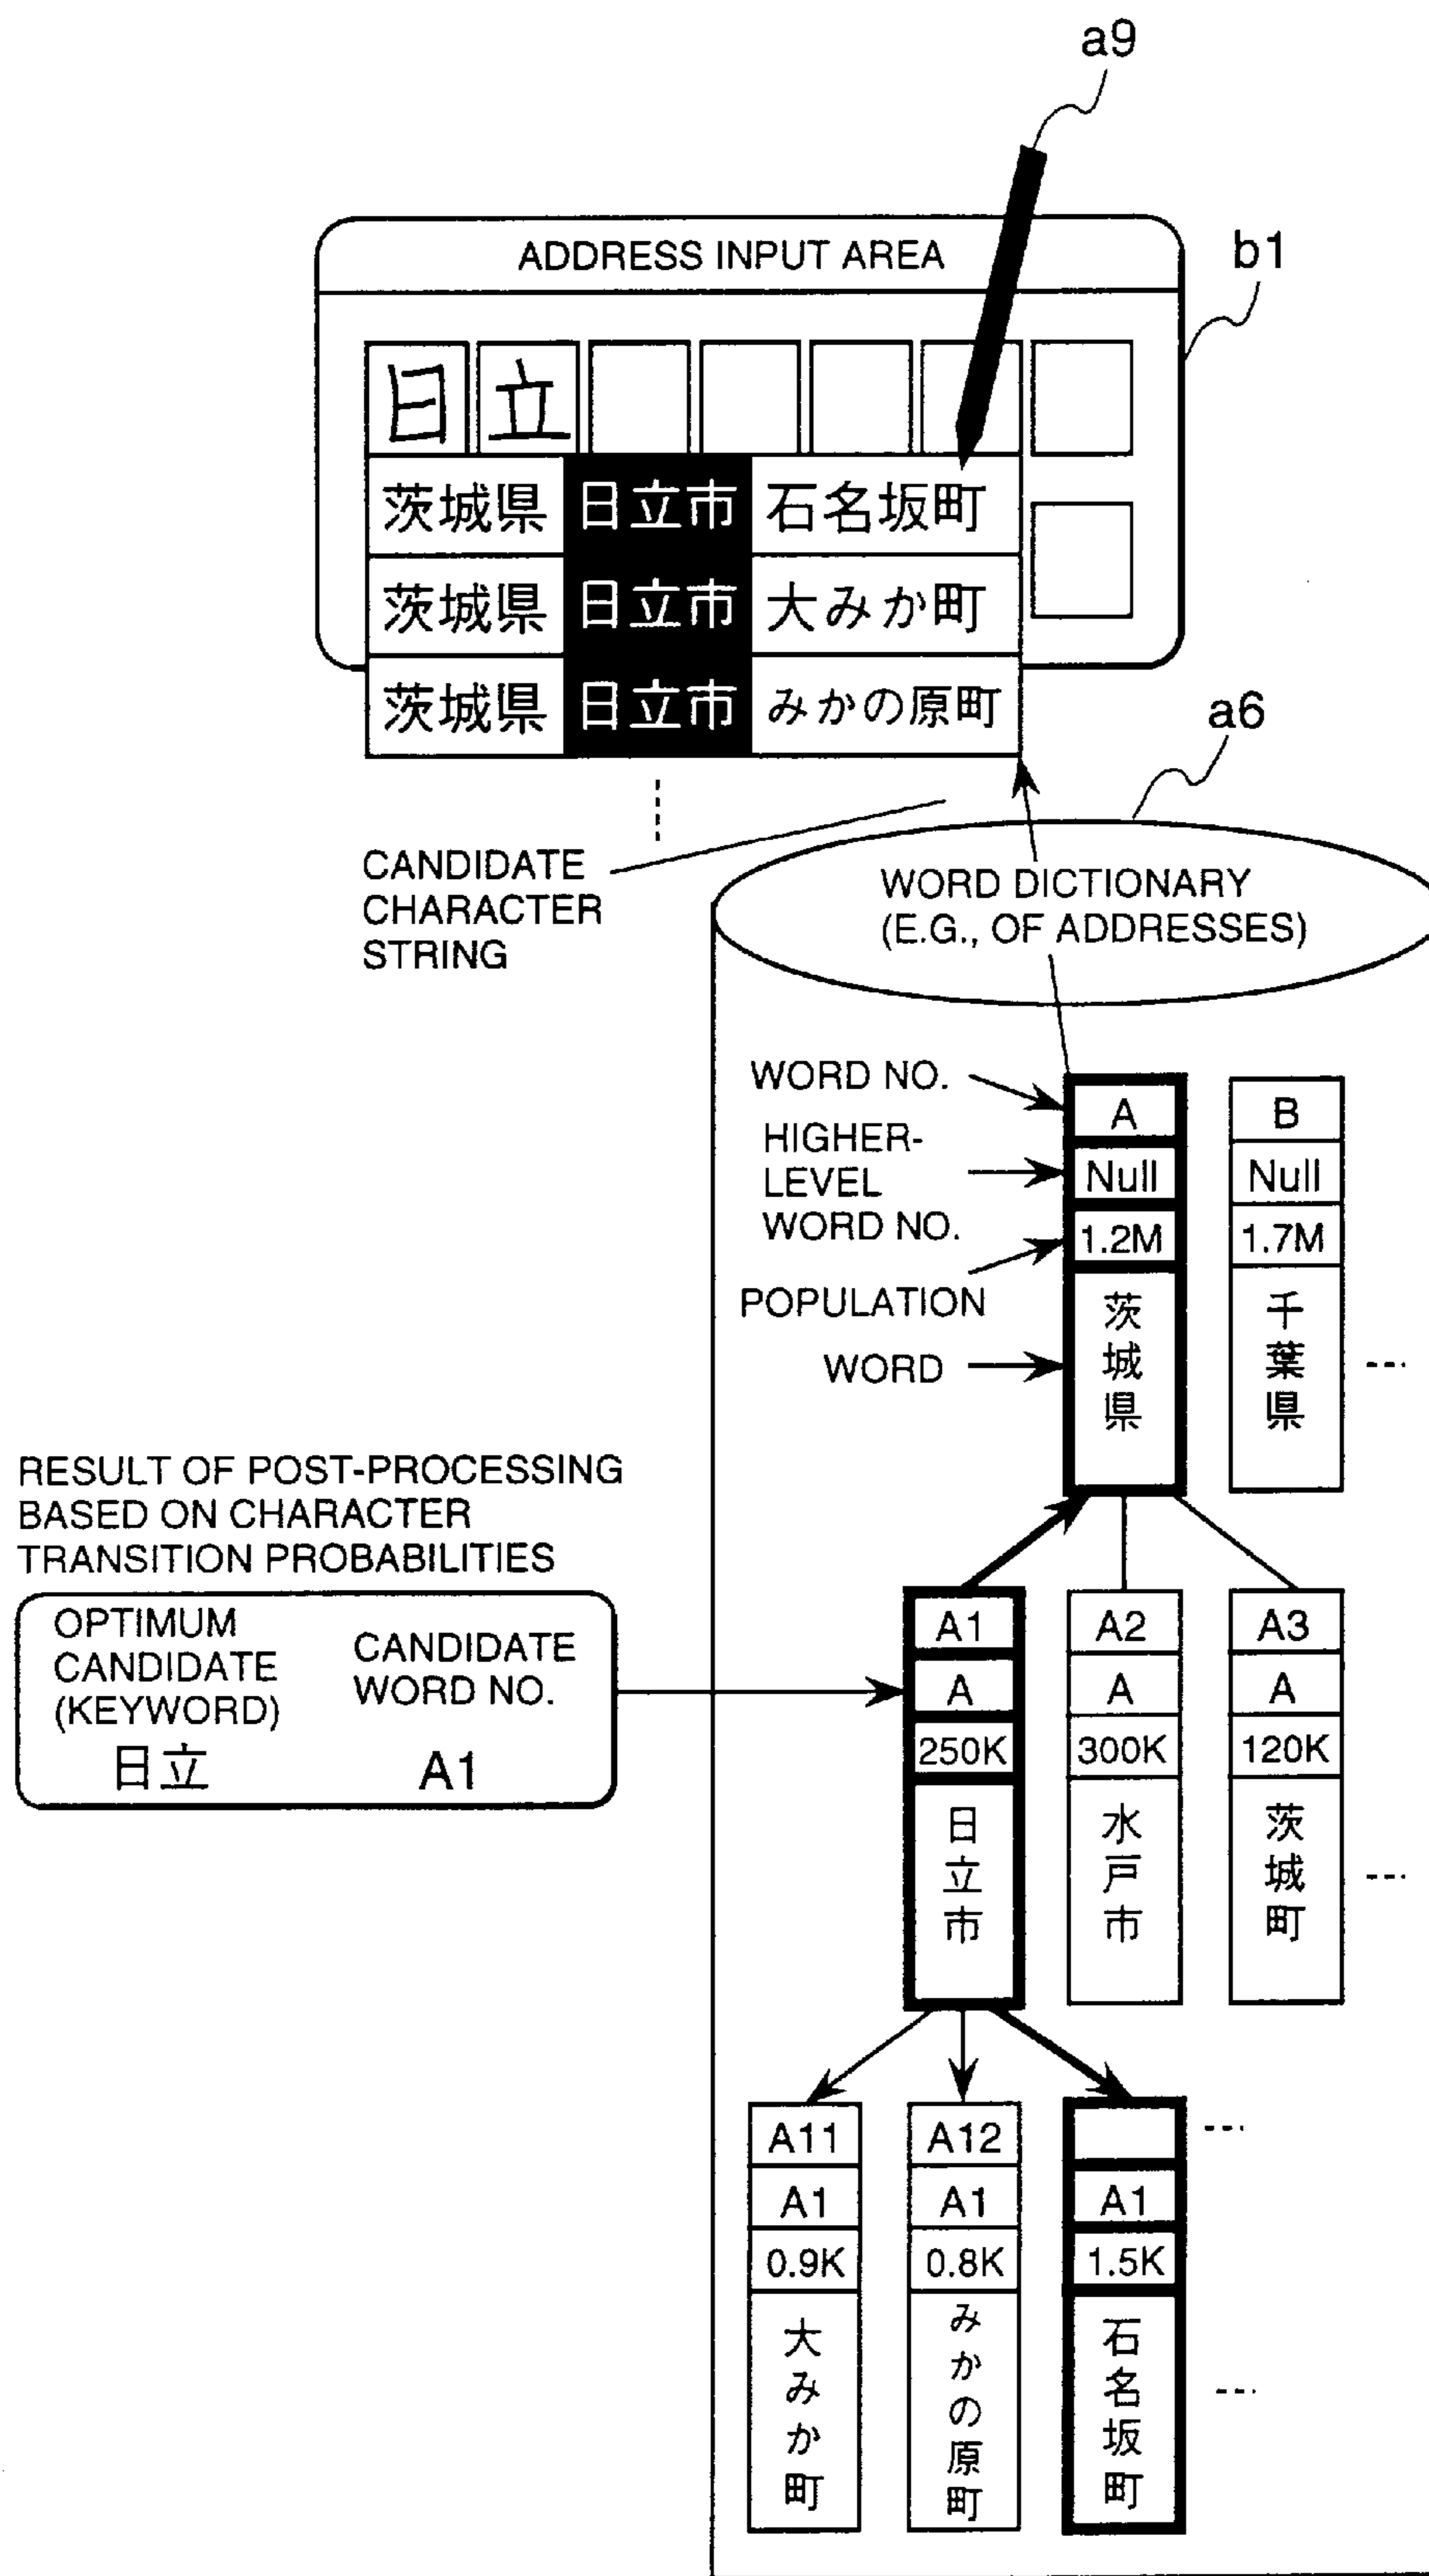 a9
ADDRESS INPUT AREA
b1
日立
茨城県 日立市 石名坂町
茨城県 日立市 大みか町
茨城県 日立市 みかの原町
a6
CANDIDATE
CHARACTER
STRING
WORD DICTIONARY
(E.G., OF ADDRESSES)
WORD NO.
HIGHER-
LEVEL
WORD NO.
POPULATION
WORD
A
Null
1.2M
茨城県
B
Null
1.7M
千葉県
RESULT OF POST-PROCESSING
BASED ON CHARACTER
TRANSITION PROBABILITIES
OPTIMUM
CANDIDATE
(KEYWORD)
日立
CANDIDATE
WORD NO.
A1
A1
A
250K
日立市
A2
A
300K
水戸市
A3
A
120K
茨城町
A11
A1
0.9K
大みか町
A12
A1
0.8K
みかの原町
A1
1.5K
石名坂町